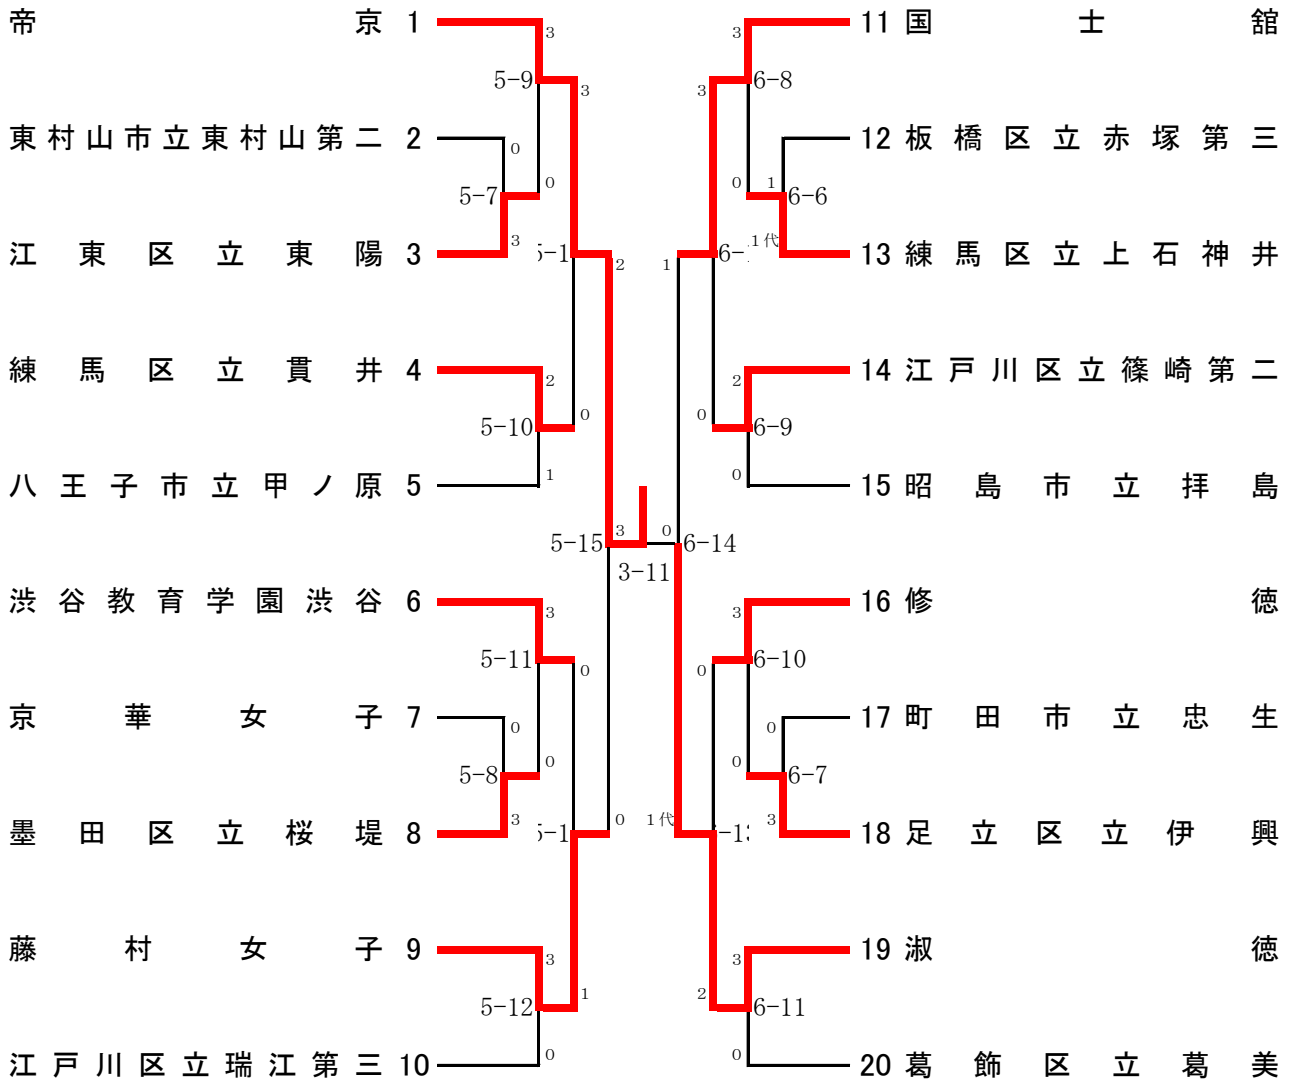 帝京 1
3
5-9
3
東村山市立東村山第二 2
0
5-7
0
江東区立東陽 3
3
2
練馬区立貫井 4
2
5-10
0
八王子市立甲ノ原 5
1
5-15
3
渋谷教育学園渋谷 6
3
5-11
0
京華女子 7
0
5-8
0
墨田区立桜堤 8
3
0
藤村女子 9
3
5-12
1
江戸川区立瑞江第三 10
0
3-11
11 国士舘
3
6-8
3
12 板橋区立赤塚第三
1
6-6
0
13 練馬区立上石神井
1代
1
14 江戸川区立篠崎第二
2
6-9
0
15 昭島市立拝島
0
6-14
0
16 修徳
3
6-10
0
17 町田市立忠生
0
6-7
0
18 足立区立伊興
3
1代
19 淑徳
3
6-11
2
20 葛飾区立葛美
0